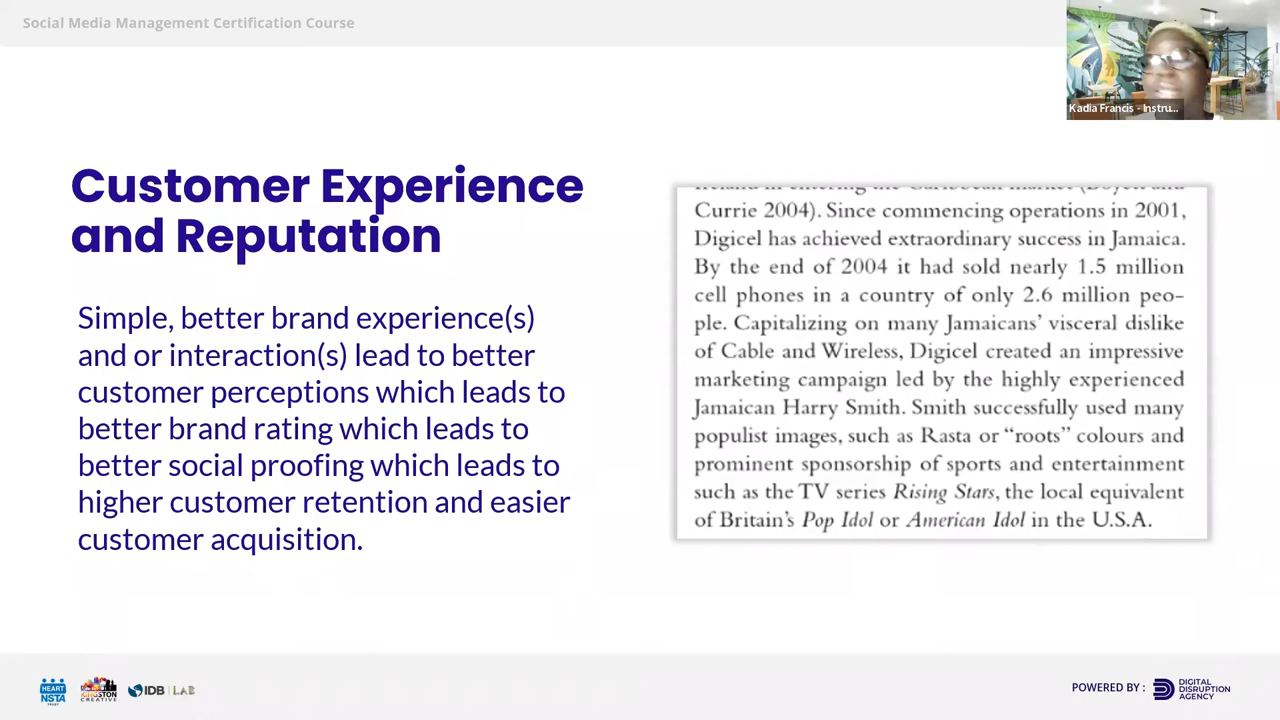 Social Media Management Certification Course
Kadia Francis - Instru...
Customer Experience
and Reputation
Simple, better brand experience(s)
and or interaction(s) lead to better
customer perceptions which leads to
better brand rating which leads to
better social proofing which leads to
higher customer retention and easier
customer acquisition.
Currie 2004). Since commencing operations in 2001,
Digicel has achieved extraordinary success in Jamaica.
By the end of 2004 it had sold nearly 1.5 million
cell phones in a country of only 2.6 million peo-
ple. Capitalizing on many Jamaicans’ visceral dislike
of Cable and Wireless, Digicel created an impressive
marketing campaign led by the highly experienced
Jamaican Harry Smith. Smith successfully used many
populist images, such as Rasta or “roots” colours and
prominent sponsorship of sports and entertainment
such as the TV series Rising Stars, the local equivalent
of Britain’s Pop Idol or American Idol in the U.S.A.
HEART
NSTA
TRUST
KINGSTON
CREATIVE
IDB | LAB
POWERED BY :
DIGITAL
DISRUPTION
AGENCY